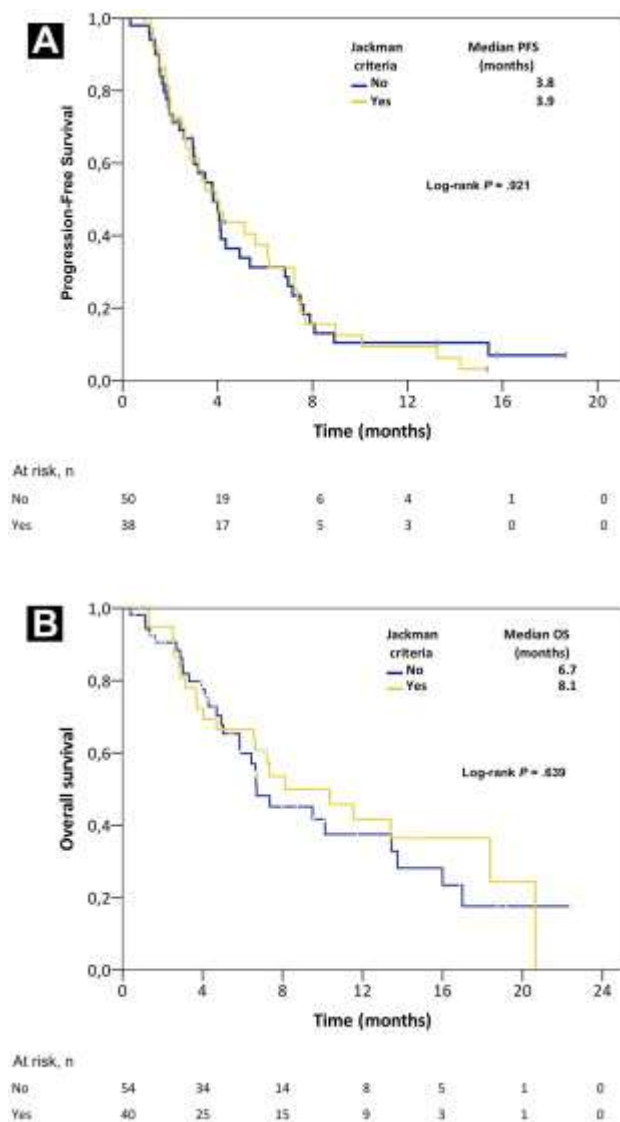 A
Jackman Median PFS
criteria (months)
No 3.8
Yes 3.9
Log-rank P = .921
Progression-Free Survival
1,0
0,8
0,6
0,4
0,2
0,0
0 4 8 12 16 20
Time (months)
At risk, n
No 50 19 6 4 1 0
Yes 38 17 5 3 0 0
B
Jackman Median OS
criteria (months)
No 6.7
Yes 8.1
Log-rank P = .639
Overall survival
1,0
0,8
0,6
0,4
0,2
0,0
0 4 8 12 16 20 24
Time (months)
At risk, n
No 54 34 14 8 5 1 0
Yes 40 25 15 9 3 1 0